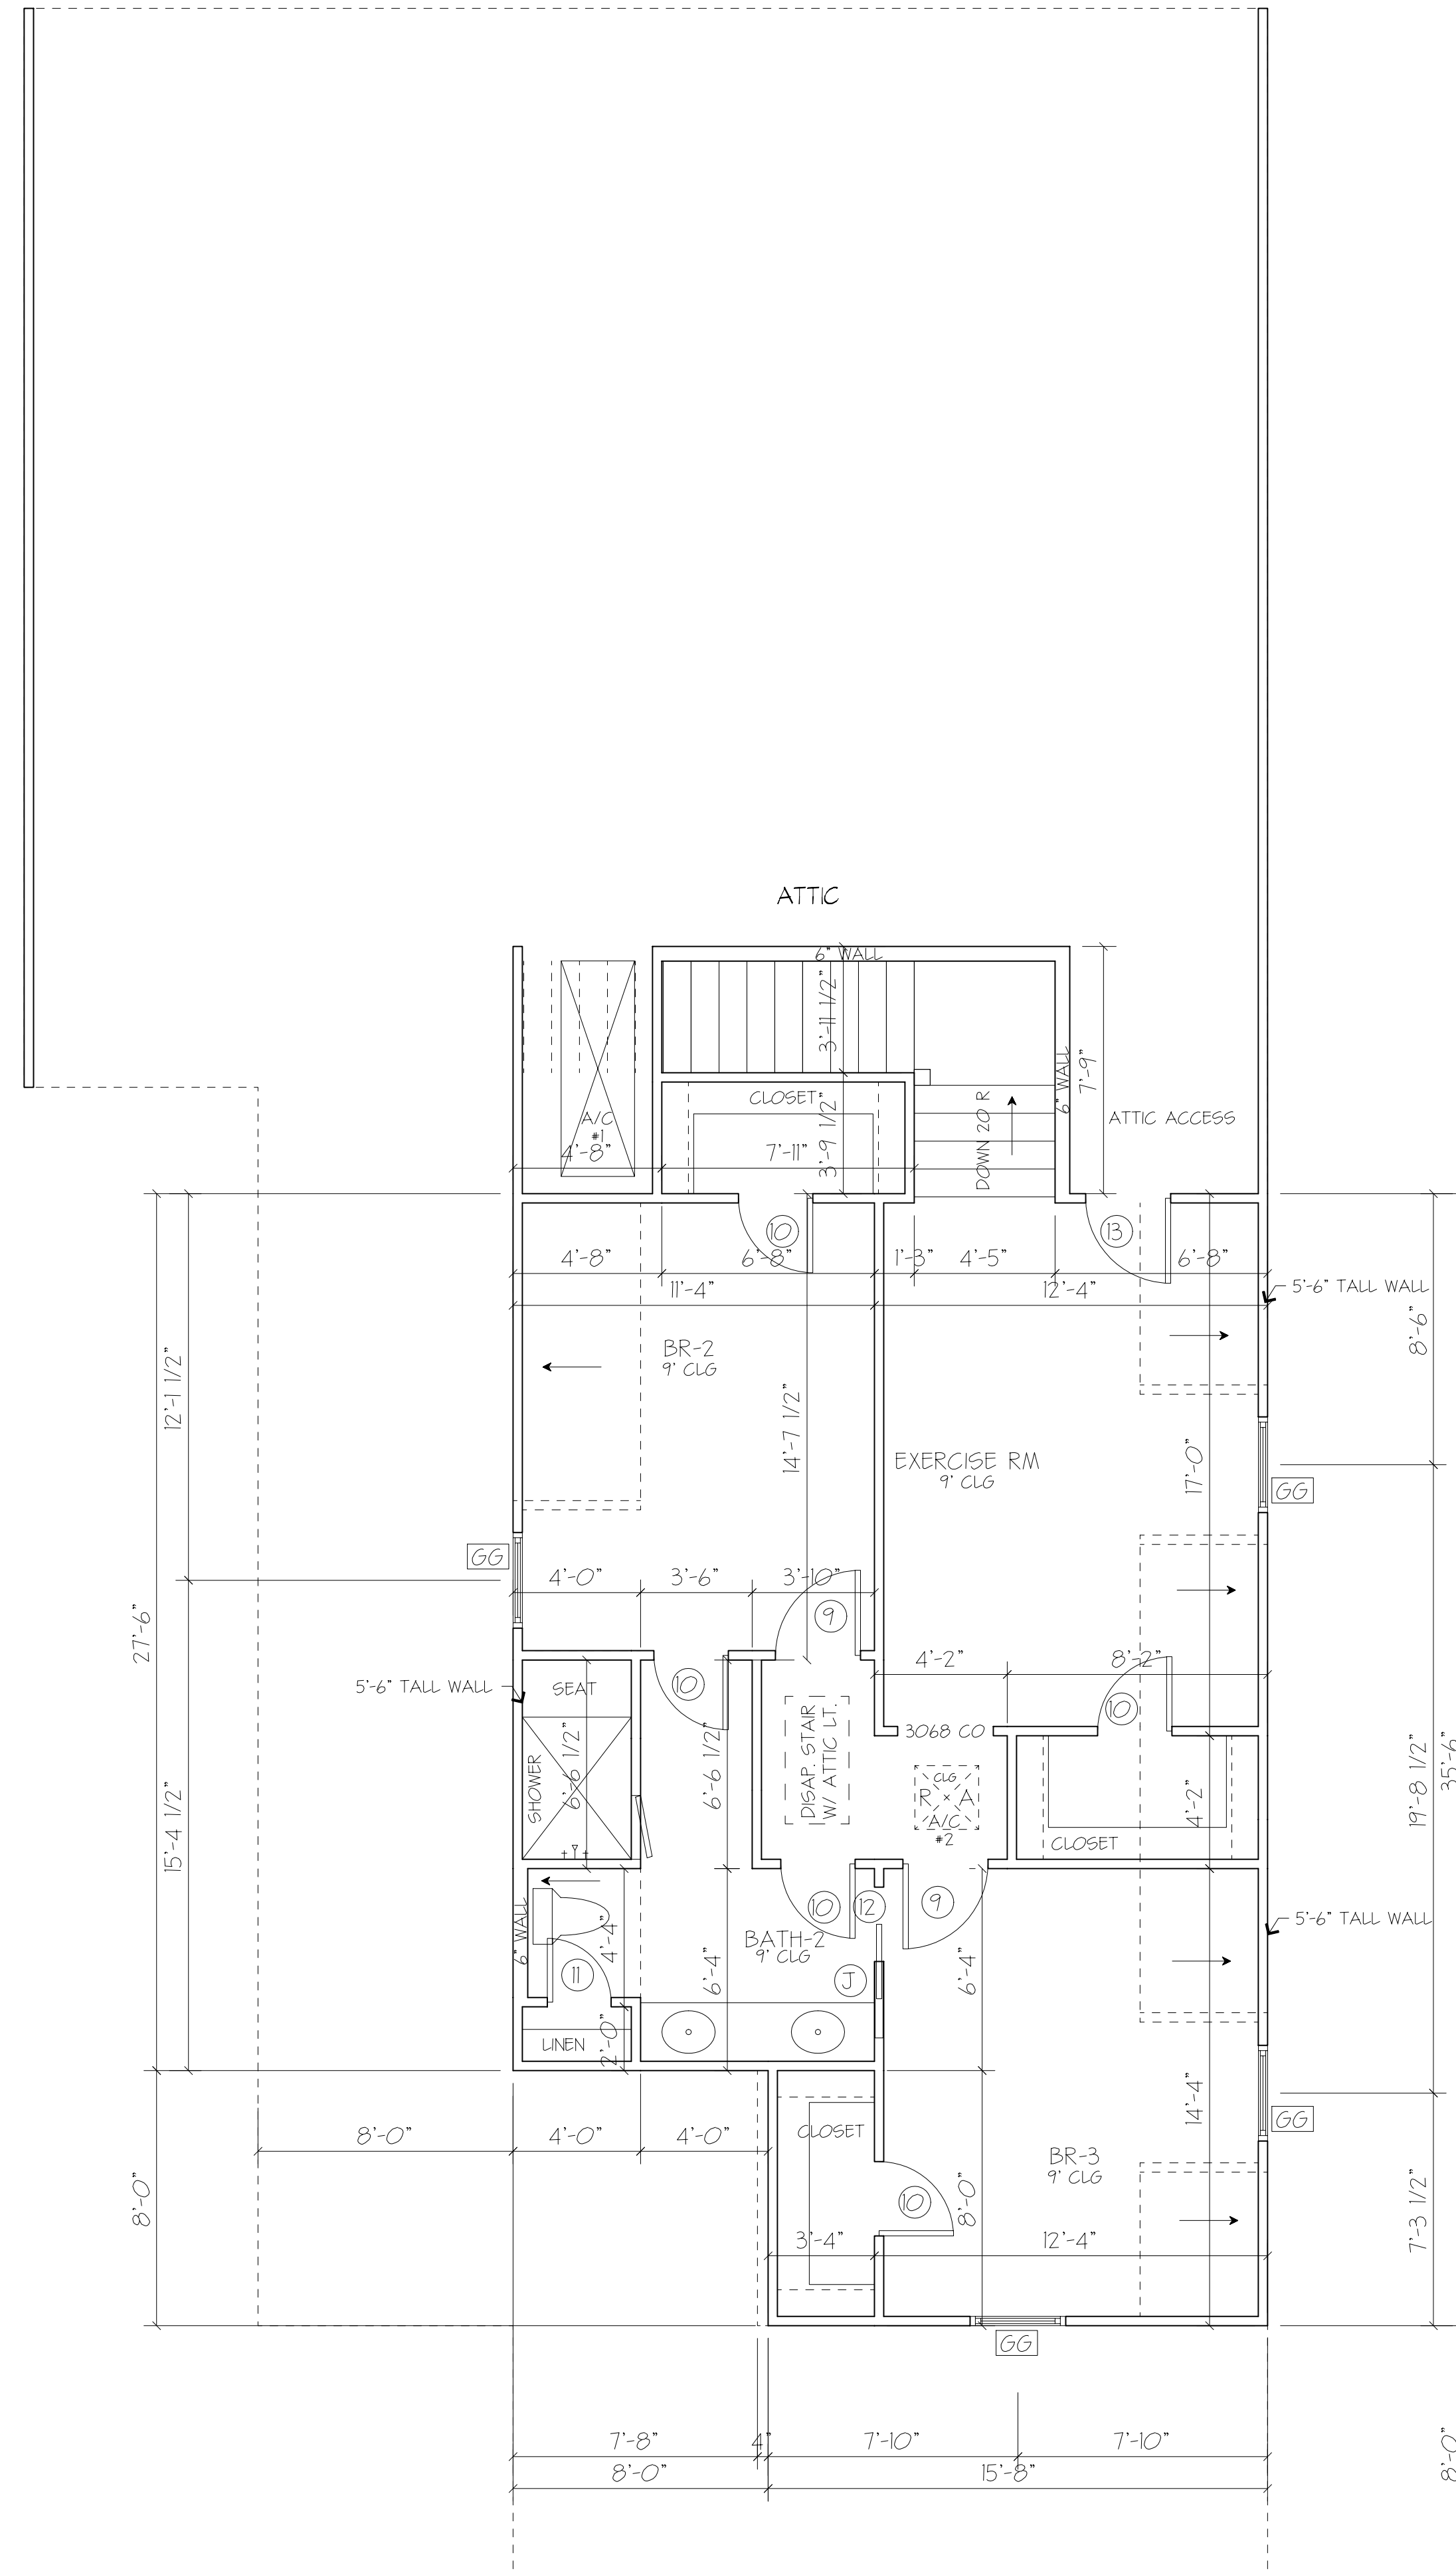 ATTIC
6" WALL
3'-11 1/2"
6" WALL
7'-9"
CLOSET
DOWN 20 R
ATTIC ACCESS
A/C
#1
4'-8"
7'-11"
3'-9 1/2"
10
13
4'-8"
6'-8"
1'-3"
4'-5"
6'-8"
11'-4"
12'-4"
5'-6" TALL WALL
8'-6"
BR-2
9' CLG
12'-1 1/2"
14'-7 1/2"
EXERCISE RM
9' CLG
17'-0"
GG
GG
4'-0"
3'-6"
3'-10"
9
27'-6"
4'-2"
8'-2"
5'-6" TALL WALL
SEAT
10
10
3068 CO
DISAP. STAIR
W/ ATTIC LT.
SHOWER
6'-6 1/2"
6'-6 1/2"
CLG
R A
A/C
#2
4'-2"
CLOSET
19'-8 1/2"
35'-6"
15'-4 1/2"
10
12
9
5'-6" TALL WALL
6" WALL
4'-4"
BATH-2
9' CLG
11
J
6'-4"
6'-4"
LINEN
2'-0"
14'-4"
GG
8'-0"
4'-0"
4'-0"
CLOSET
BR-3
9' CLG
8'-0"
10
8'-0"
7'-3 1/2"
3'-4"
12'-4"
GG
7'-8"
4"
7'-10"
7'-10"
8'-0"
15'-8"
8'-0"